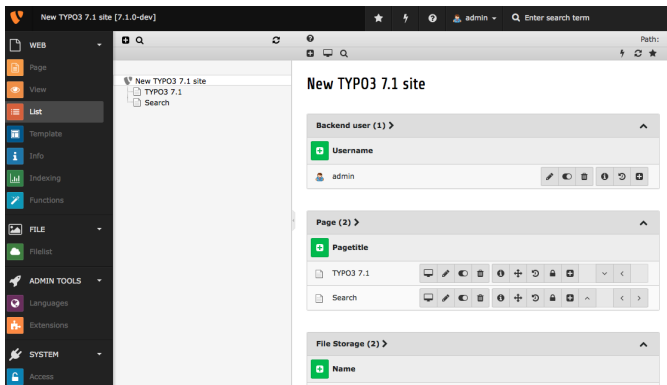 New TYPO3 7.1 site [7.1.0-dev]
admin
Enter search term
WEB
Page
View
List
Template
Info
Indexing
Functions
FILE
Filelist
ADMIN TOOLS
Languages
Extensions
SYSTEM
Access
New TYPO3 7.1 site
TYPO3 7.1
Search
Path:
New TYPO3 7.1 site
Backend user (1)
Username
admin
Page (2)
Pagetitle
TYPO3 7.1
Search
File Storage (2)
Name